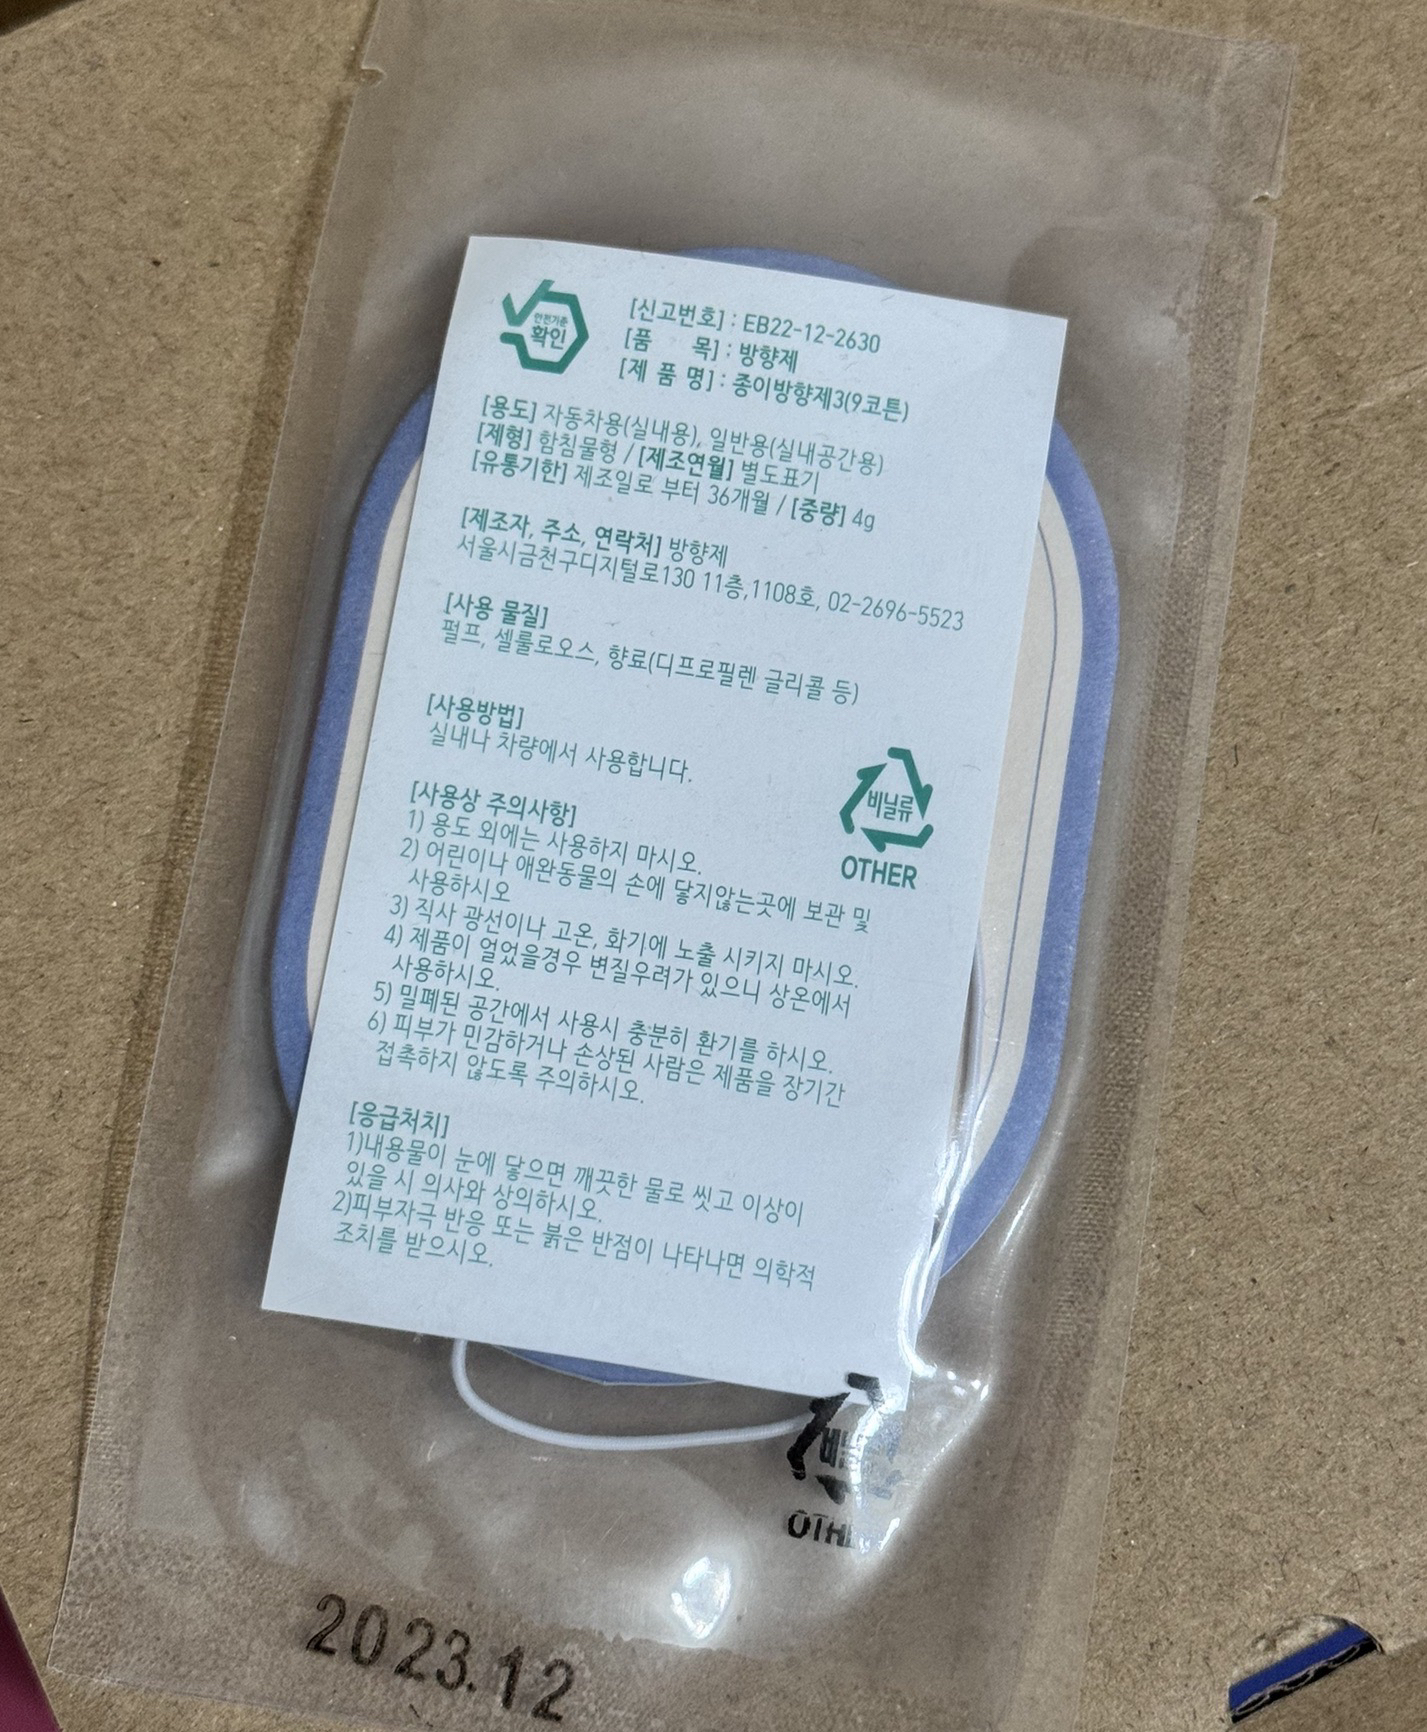 안전기준
확인
[신고번호] : EB22-12-2630
[품 목] : 방향제
[제 품 명] : 종이방향제3(9코튼)
[용도] 자동차용(실내용), 일반용(실내공간용)
[제형] 함침물형 / [제조연월] 별도표기
[유통기한] 제조일로 부터 36개월 / [중량] 4g
[제조자, 주소, 연락처] 방향제
서울시금천구디지털로130 11층,1108호, 02-2696-5523
[사용 물질]
펄프, 셀룰로오스, 향료(디프로필렌 글리콜 등)
[사용방법]
실내나 차량에서 사용합니다.
비닐류
OTHER
[사용상 주의사항]
1) 용도 외에는 사용하지 마시오.
2) 어린이나 애완동물의 손에 닿지않는곳에 보관 및
사용하시오
3) 직사 광선이나 고온, 화기에 노출 시키지 마시오.
4) 제품이 얼었을경우 변질우려가 있으니 상온에서
사용하시오.
5) 밀폐된 공간에서 사용시 충분히 환기를 하시오.
6) 피부가 민감하거나 손상된 사람은 제품을 장기간
접촉하지 않도록 주의하시오.
[응급처치]
1)내용물이 눈에 닿으면 깨끗한 물로 씻고 이상이
있을 시 의사와 상의하시오.
2)피부자극 반응 또는 붉은 반점이 나타나면 의학적
조치를 받으시오.
2023.12